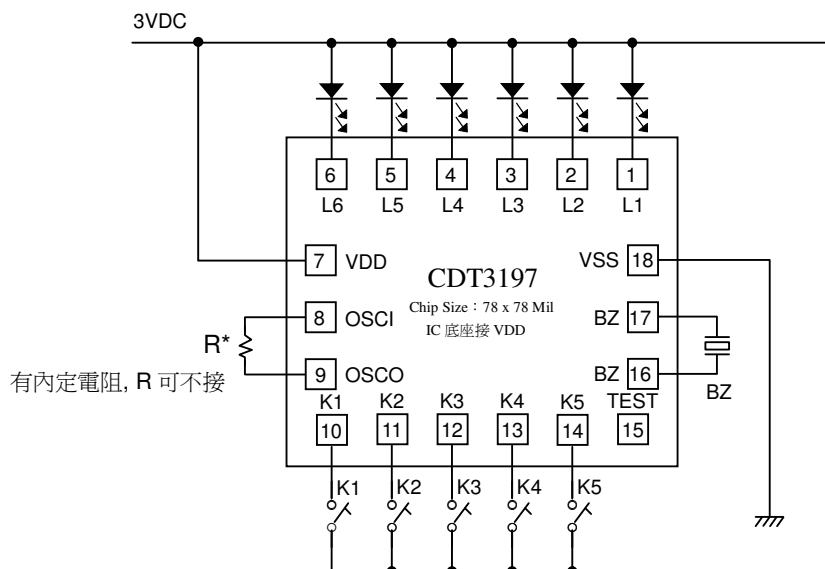 3VDC
6 5 4 3 2 1
L6 L5 L4 L3 L2 L1
7 VDD
CDT3197
VSS 18
Chip Size：78 x 78 Mil
IC 底座接 VDD
8 OSCI
BZ 17
R*
9 OSCO
BZ 16
BZ
有內定電阻, R 可不接
K1 K2 K3 K4 K5 TEST
10 11 12 13 14 15
K1 K2 K3 K4 K5